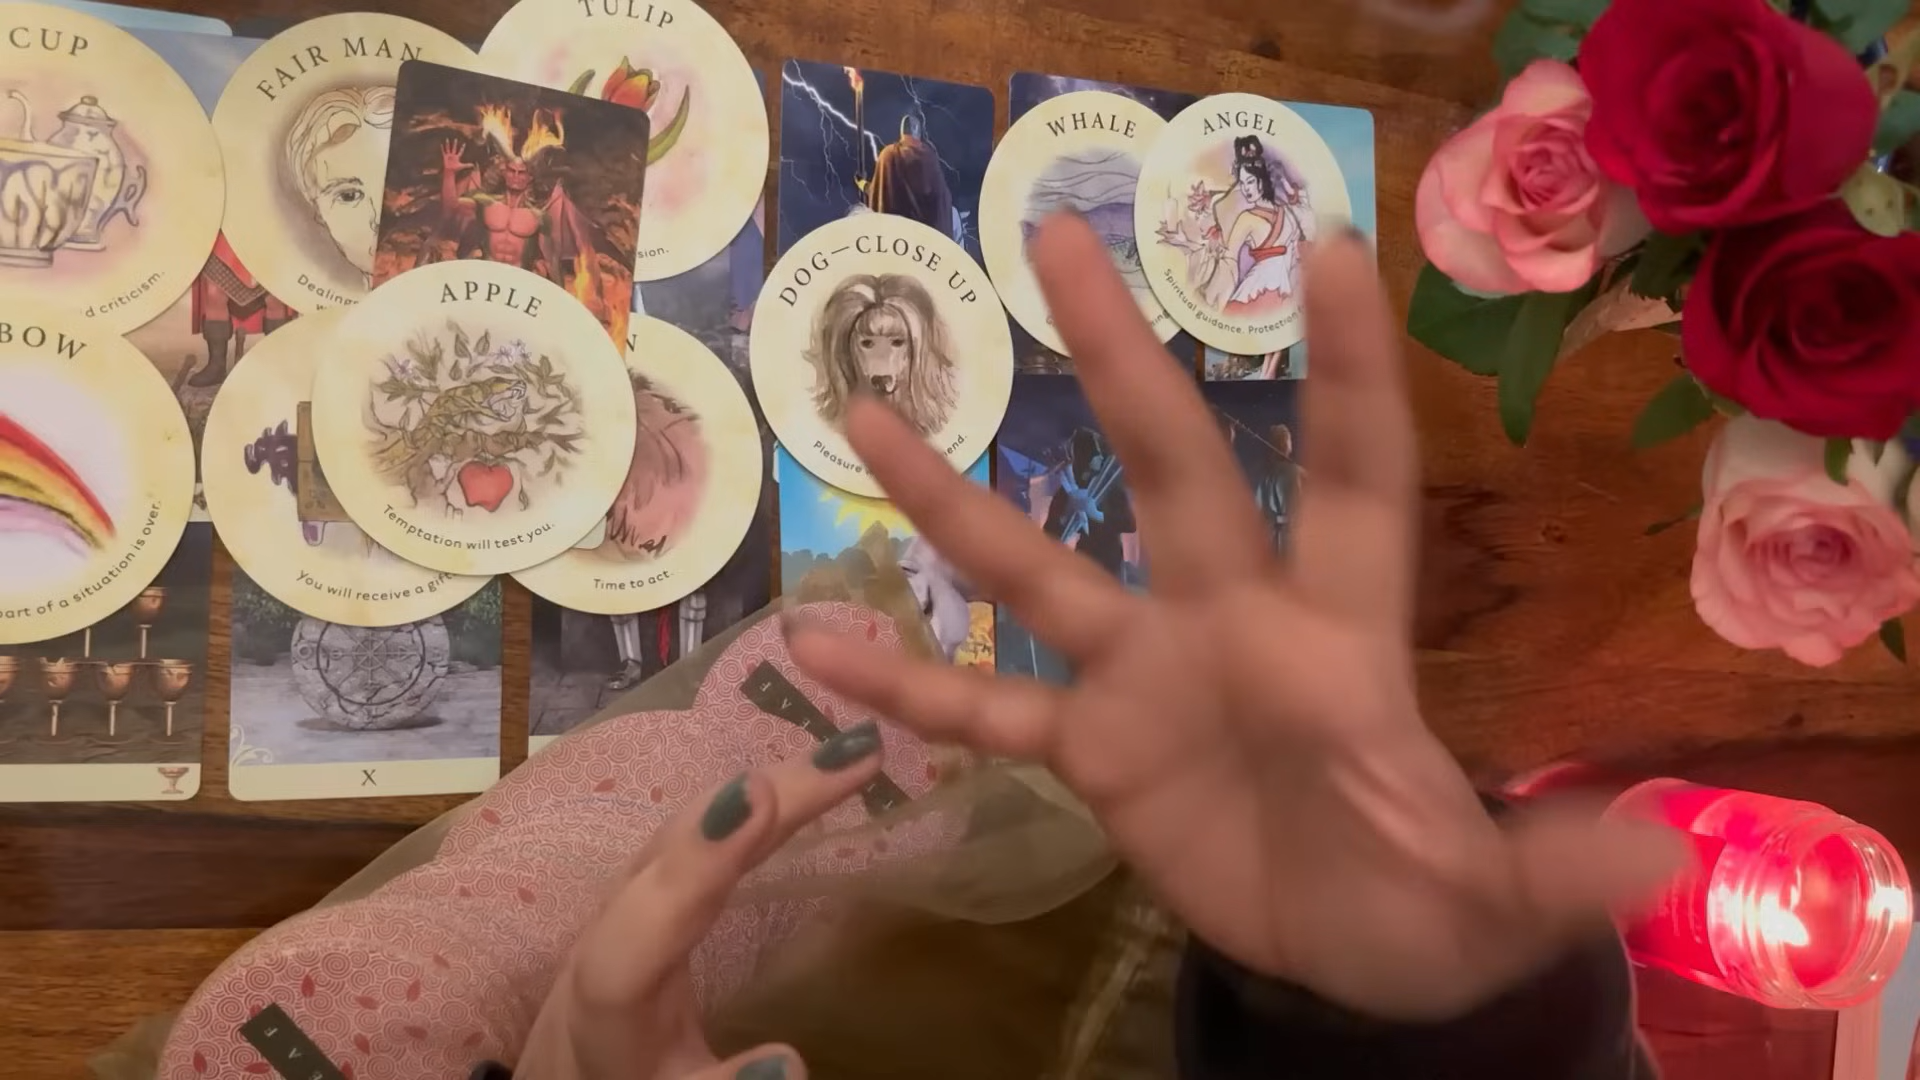 CUP
FAIR MAN
TULIP
WHALE
ANGEL
d criticism.
Dealings
sion.
DOG—CLOSE UP
Spiritual guidance. Protection
BOW
APPLE
N
Pleasure
end.
Temptation will test you.
part of a situation is over.
You will receive a gift
Time to act.
X